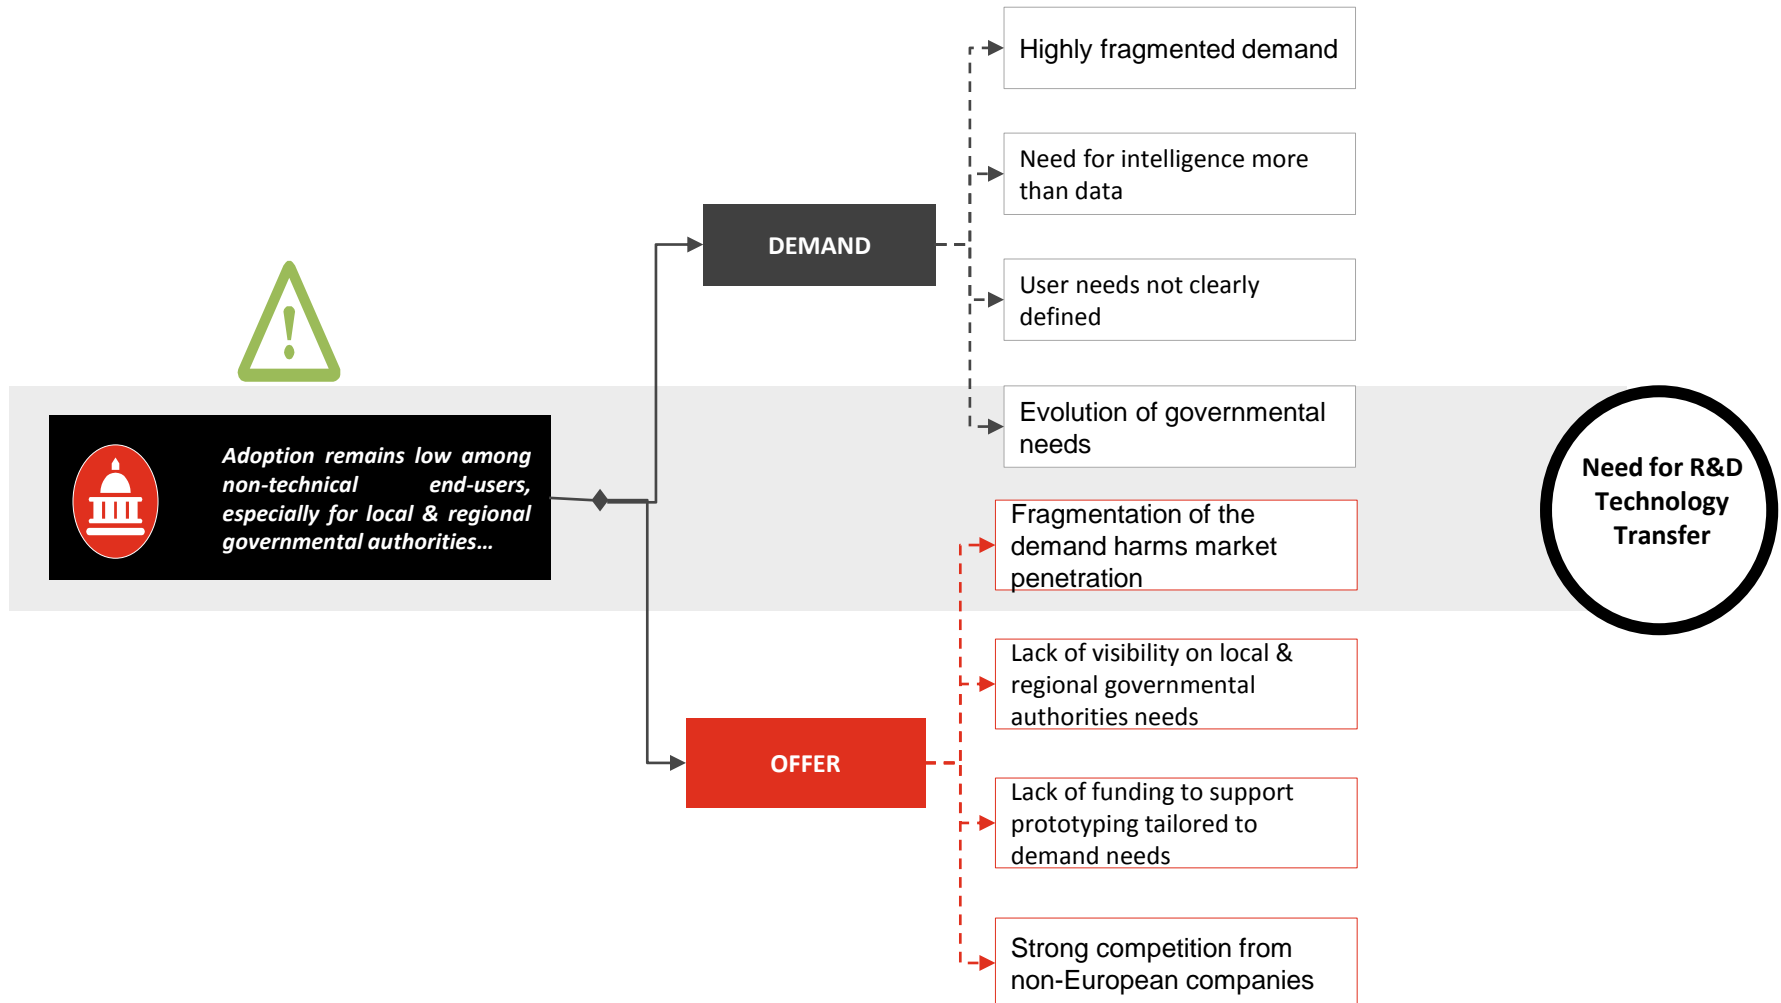 Highly fragmented demand
Need for intelligence more
than data
DEMAND
User needs not clearly
defined
Evolution of governmental
needs
Adoption remains low among
non-technical end-users,
especially for local & regional
governmental authorities…
Need for R&D
Technology
Transfer
Fragmentation of the
demand harms market
penetration
Lack of visibility on local &
regional governmental
authorities needs
OFFER
Lack of funding to support
prototyping tailored to
demand needs
Strong competition from
non-European companies